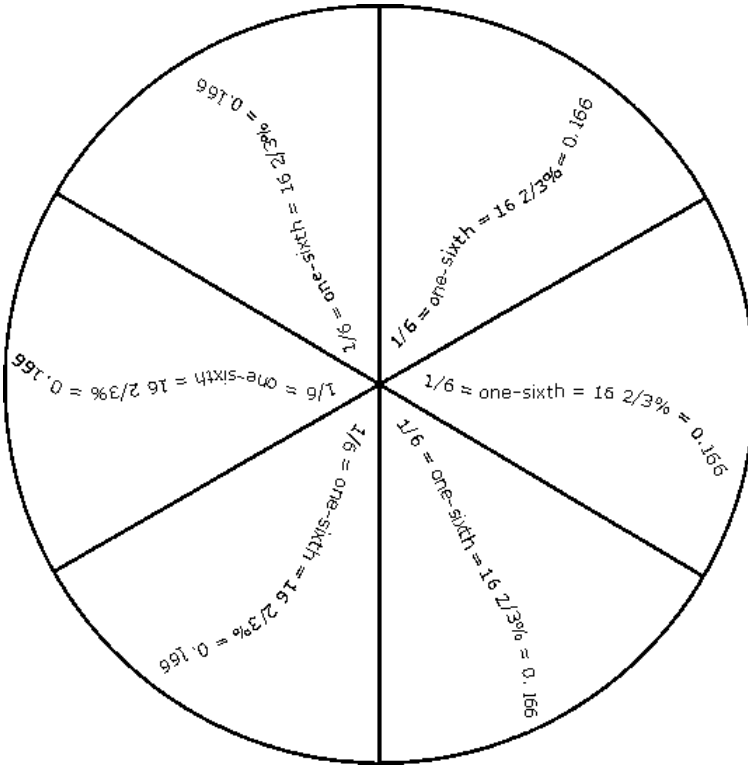 1/6 = one-sixth = 16 2/3% = 0.166
1/6 = one-sixth = 16 2/3% = 0.166
1/6 = one-sixth = 16 2/3% = 0.166
1/6 = one-sixth = 16 2/3% = 0.166
1/6 = one-sixth = 16 2/3% = 0.166
1/6 = one-sixth = 16 2/3% = 0.166